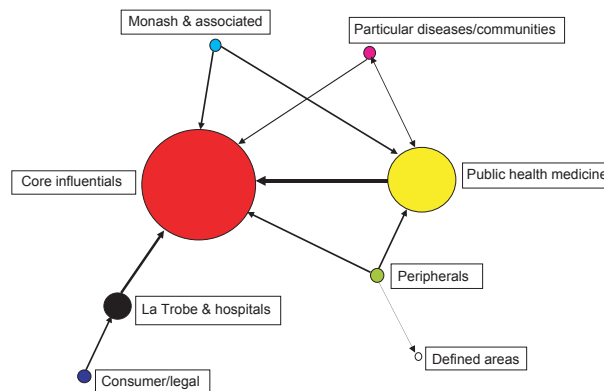 Monash & associated
Particular diseases/communities
Core influentials
Public health medicine
La Trobe & hospitals
Peripherals
Defined areas
Consumer/legal